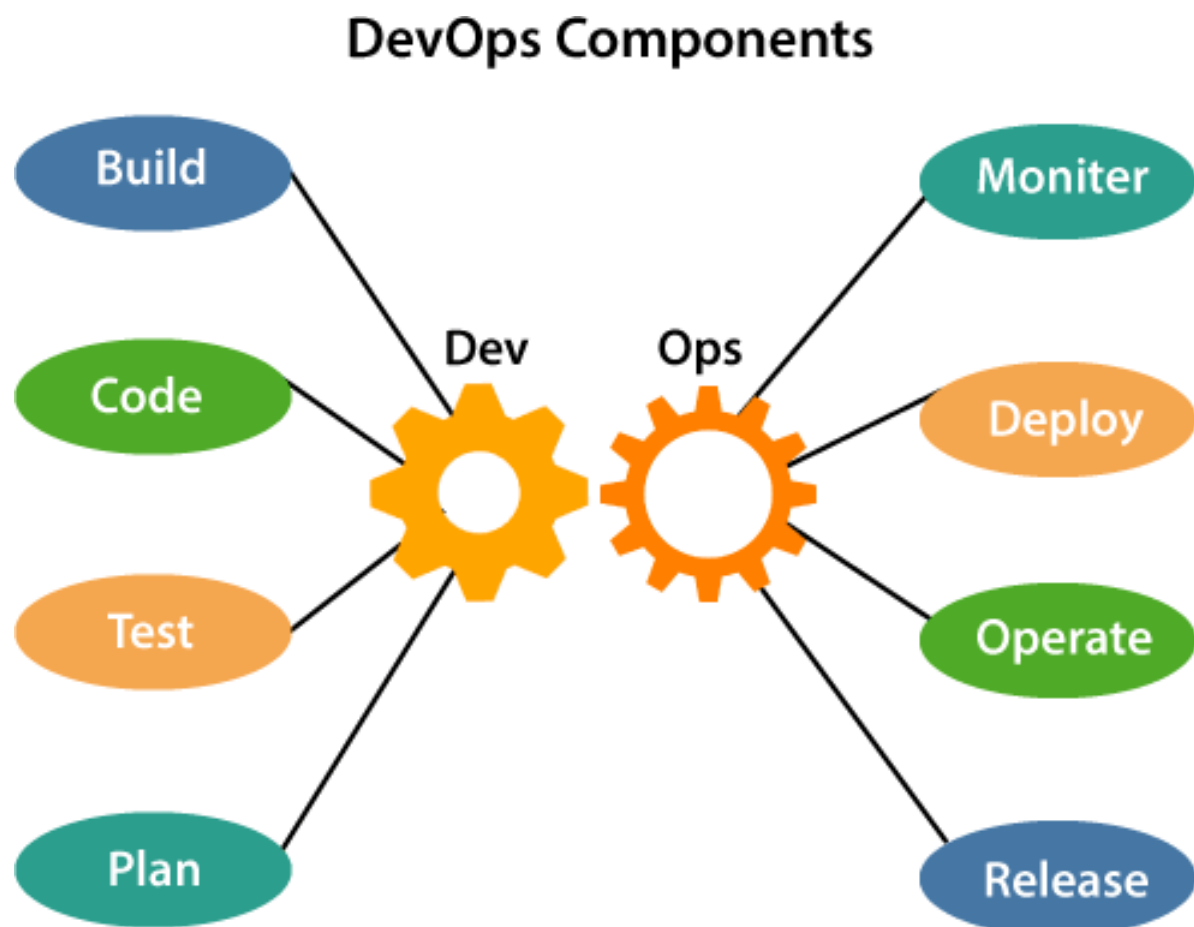 DevOps Components
Build
Moniter
Dev
Ops
Code
Deploy
Test
Operate
Plan
Release